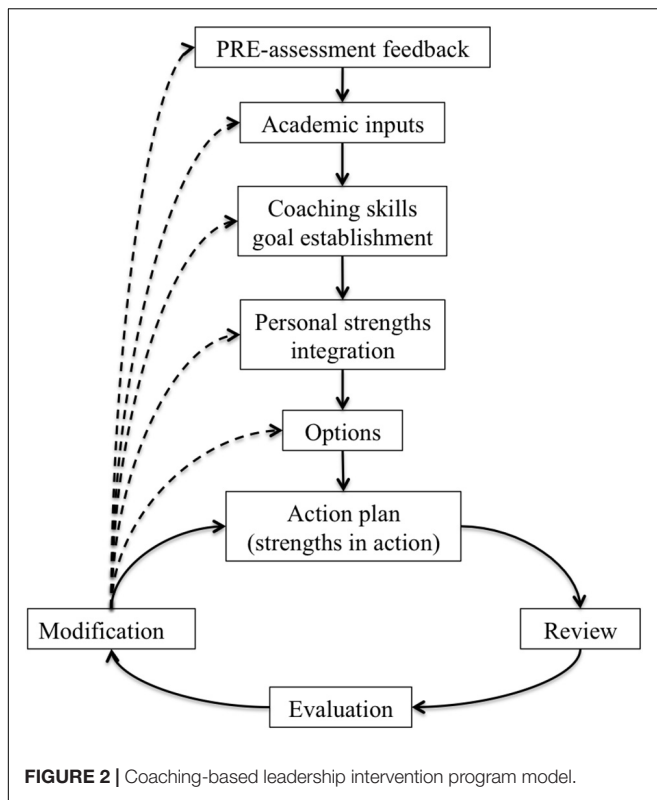 PRE-assessment feedback
Academic inputs
Coaching skills
goal establishment
Personal strengths
integration
Options
Action plan
(strengths in action)
Modification
Review
Evaluation
FIGURE 2 | Coaching-based leadership intervention program model.